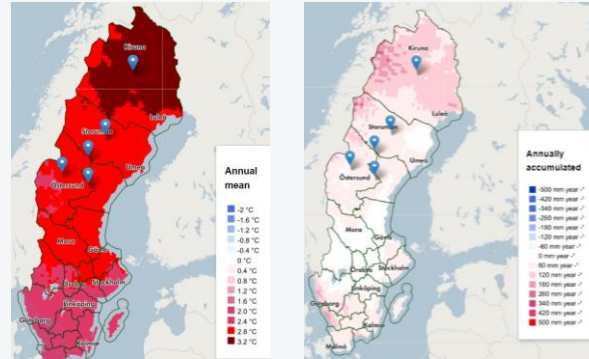 Kiruna
Luleå
Storuman
Umeå
Östersund
Mora
Gävle
Stockholm
Örebro
Linköping
Göteborg
Kalmar
Annual
mean
-2 °C
-1.6 °C
-1.2 °C
-0.8 °C
-0.4 °C
0 °C
0.4 °C
0.8 °C
1.2 °C
1.6 °C
2.0 °C
2.4 °C
2.8 °C
3.2 °C
Kiruna
Luleå
Storuman
Umeå
Östersund
Mora
Gävle
Örebro
Stockholm
Linköping
Göteborg
Kalmar
Malmö
Annually
accumulated
-500 mm year -¹
-420 mm year -¹
-340 mm year -¹
-260 mm year -¹
-180 mm year -¹
-120 mm year -¹
-60 mm year -¹
0 mm year -¹
60 mm year -¹
120 mm year -¹
180 mm year -¹
260 mm year -¹
340 mm year -¹
420 mm year -¹
500 mm year -¹